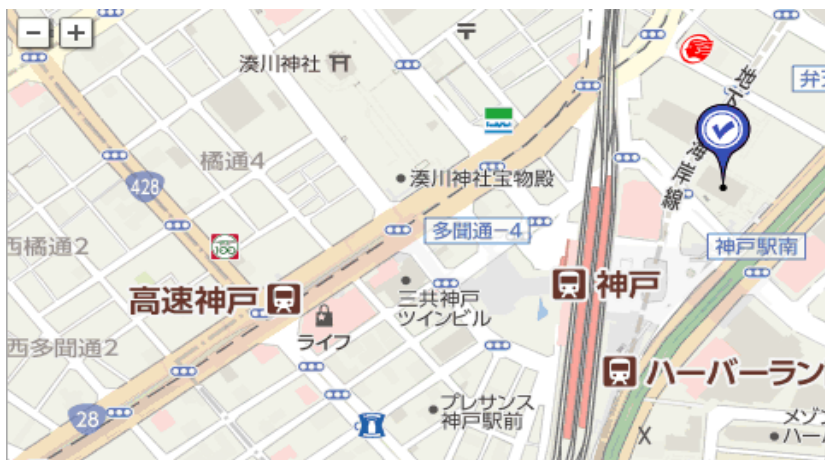 湊川神社
地下
海岸線
弁天
橘通4
428
湊川神社宝物殿
多聞通-4
西橘通2
100
神戸駅南
高速神戸
神戸
三共神戸
ツインビル
ライフ
西多聞通2
ハーバーラン
プレサンス
神戸駅前
28
メゾ
ハー